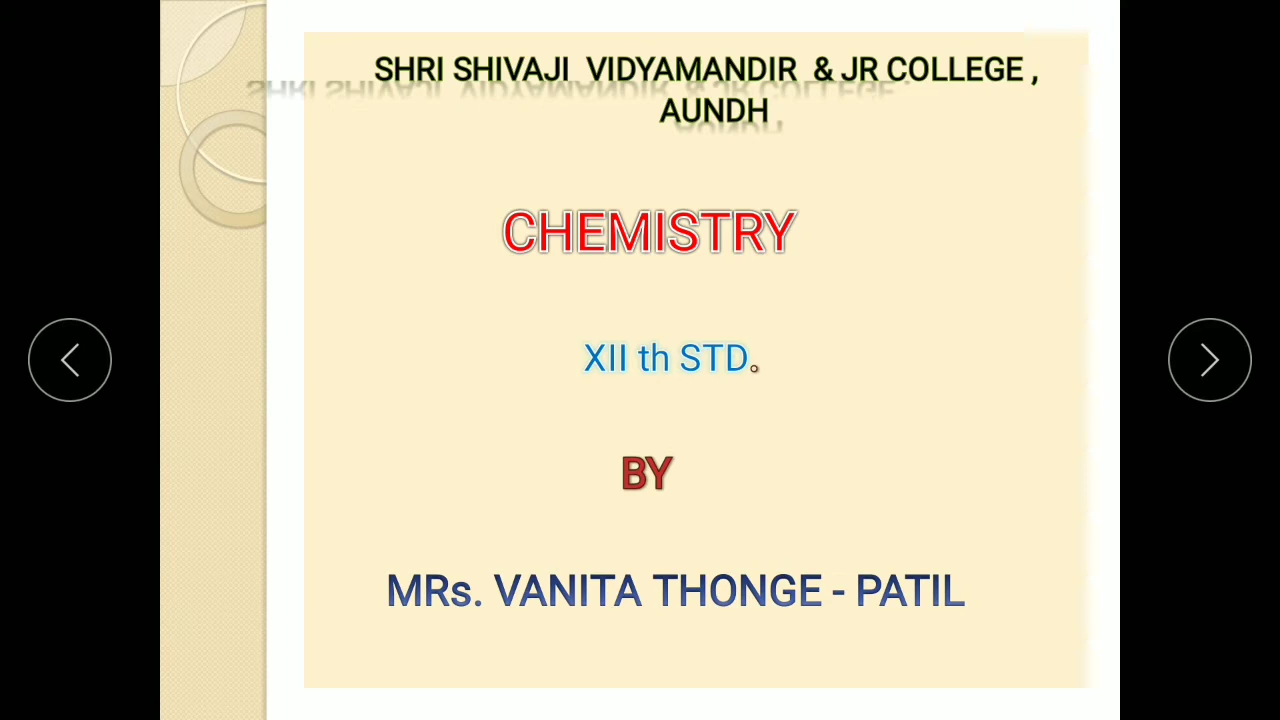 SHRI SHIVAJI VIDYAMANDIR & JR COLLEGE ,
AUNDH
CHEMISTRY
XII th STD.
BY
MRs. VANITA THONGE - PATIL